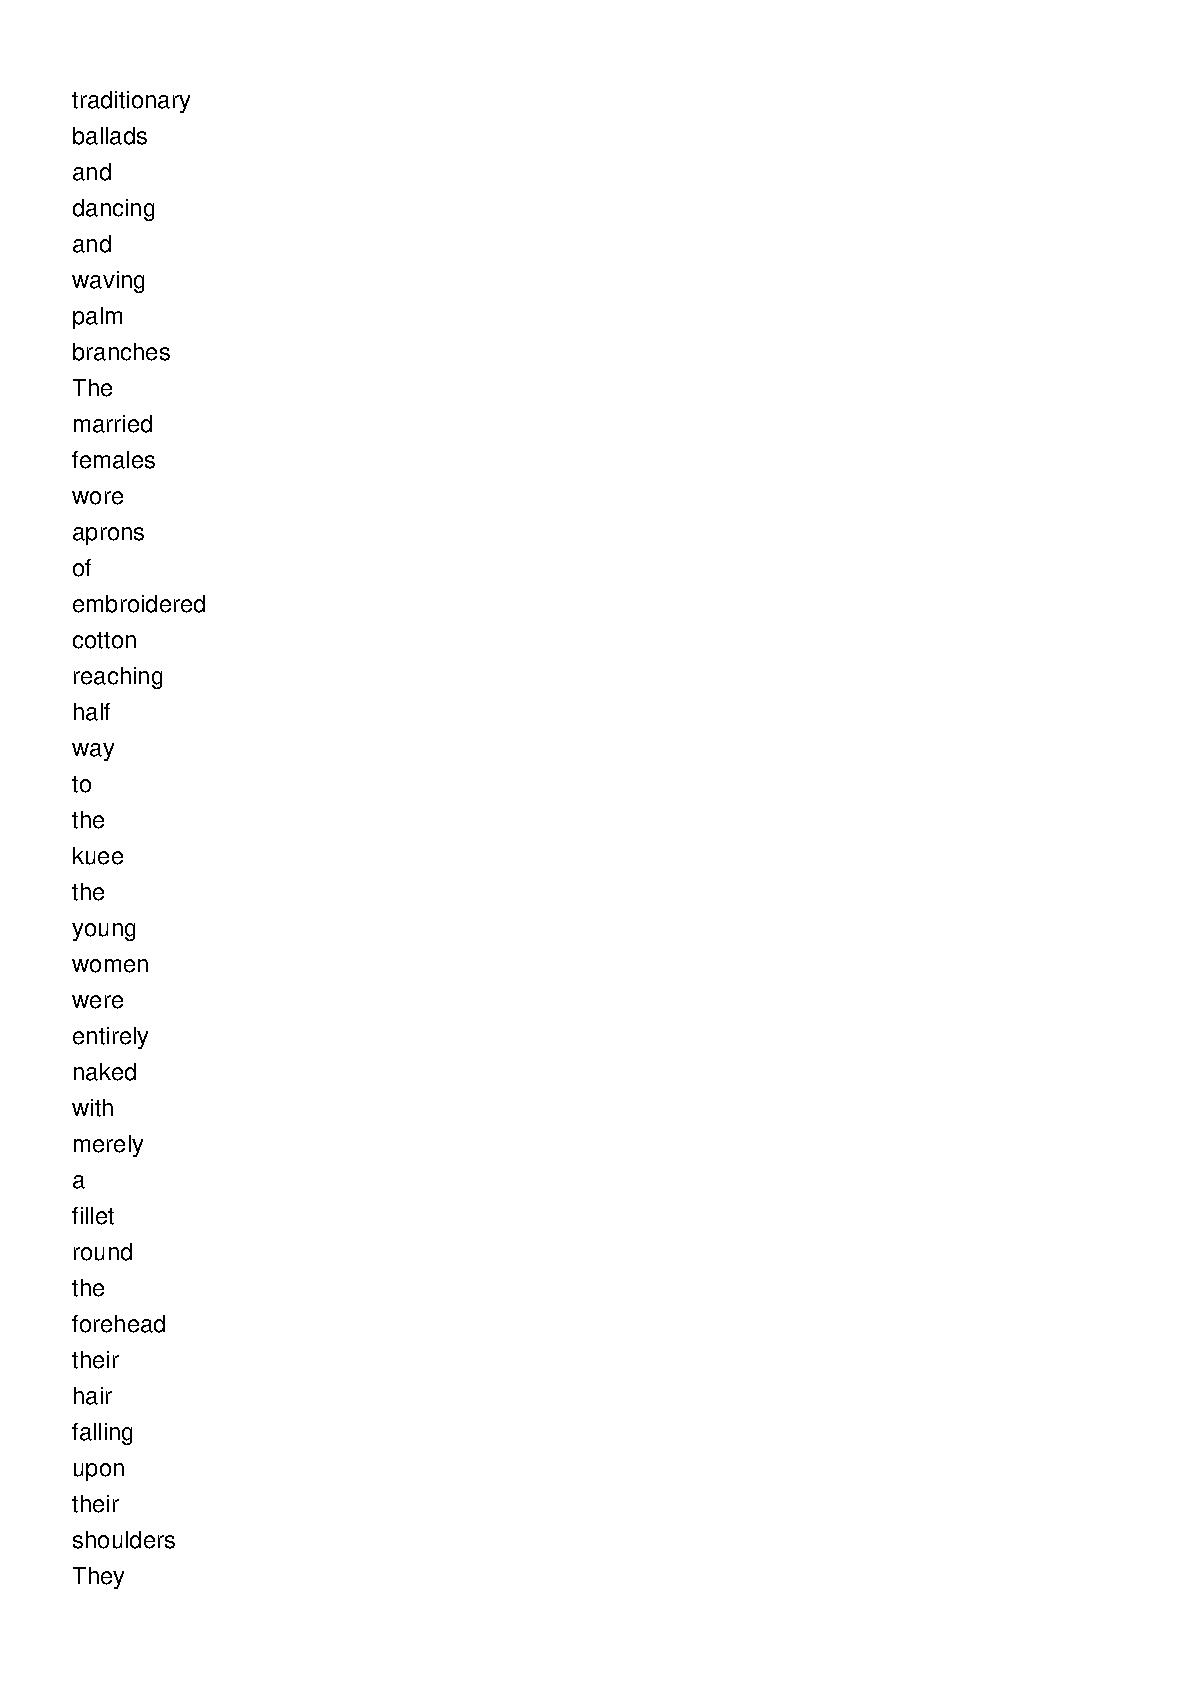 traditionary
ballads
and
dancing
and
waving
palm
branches
The
married
females
wore
aprons
of
embroidered
cotton
reaching
half
way
to
the
kuee
the
young
women
were
entirely
naked
with
merely
a
fillet
round
the
forehead
their
hair
falling
upon
their
shoulders
They